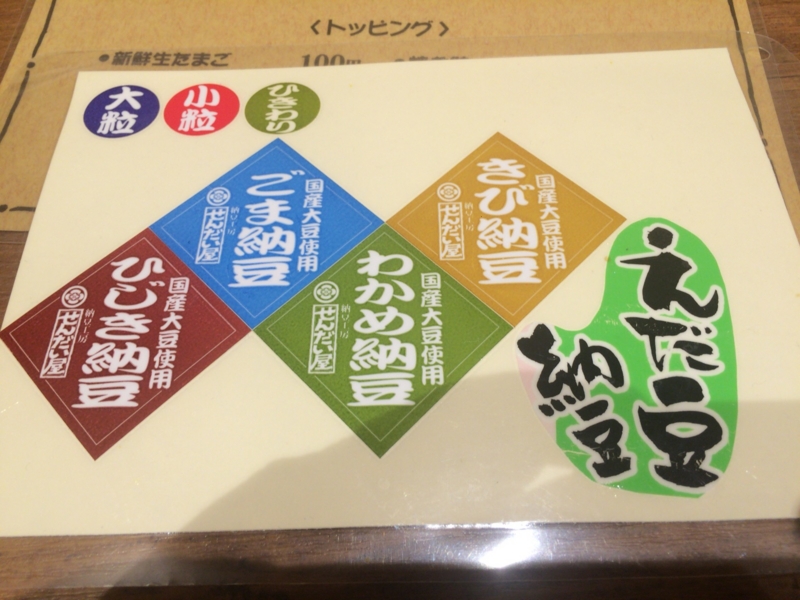 〈トッピング〉
●新鮮生たまご 100円
大粒
小粒
ひきわり
国産大豆使用
ごま納豆
納豆工房
せんだい屋
国産大豆使用
きび納豆
納豆工房
せんだい屋
国産大豆使用
ひじき納豆
納豆工房
せんだい屋
国産大豆使用
わかめ納豆
納豆工房
せんだい屋
えだ豆
納豆